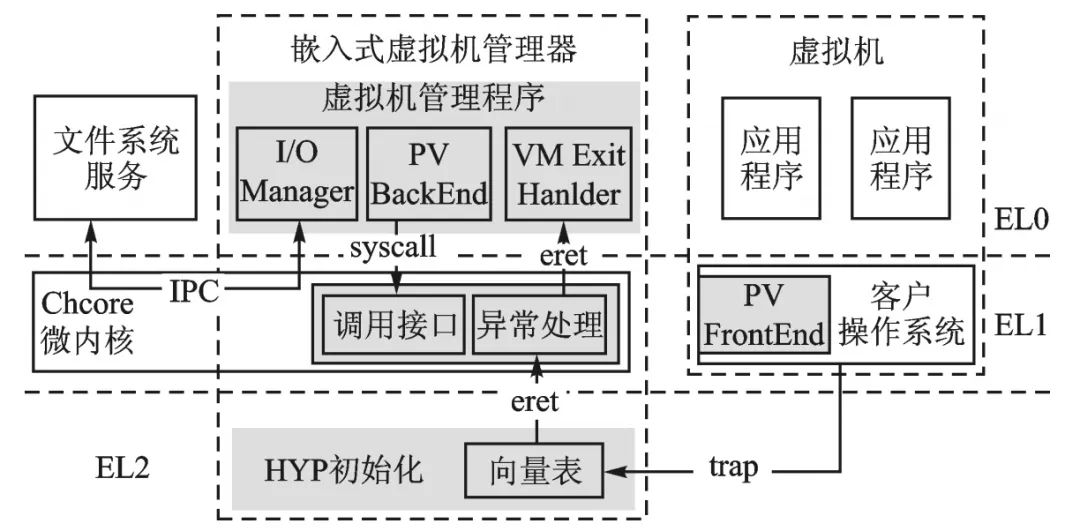 嵌入式虚拟机管理器
虚拟机
虚拟机管理程序
文件系统
服务
I/O
Manager
PV
BackEnd
VM Exit
Hanlder
应用
程序
应用
程序
EL0
syscall
eret
IPC
Chcore
微内核
调用接口
异常处理
PV
FrontEnd
客户
操作系统
EL1
eret
EL2
HYP初始化
向量表
trap